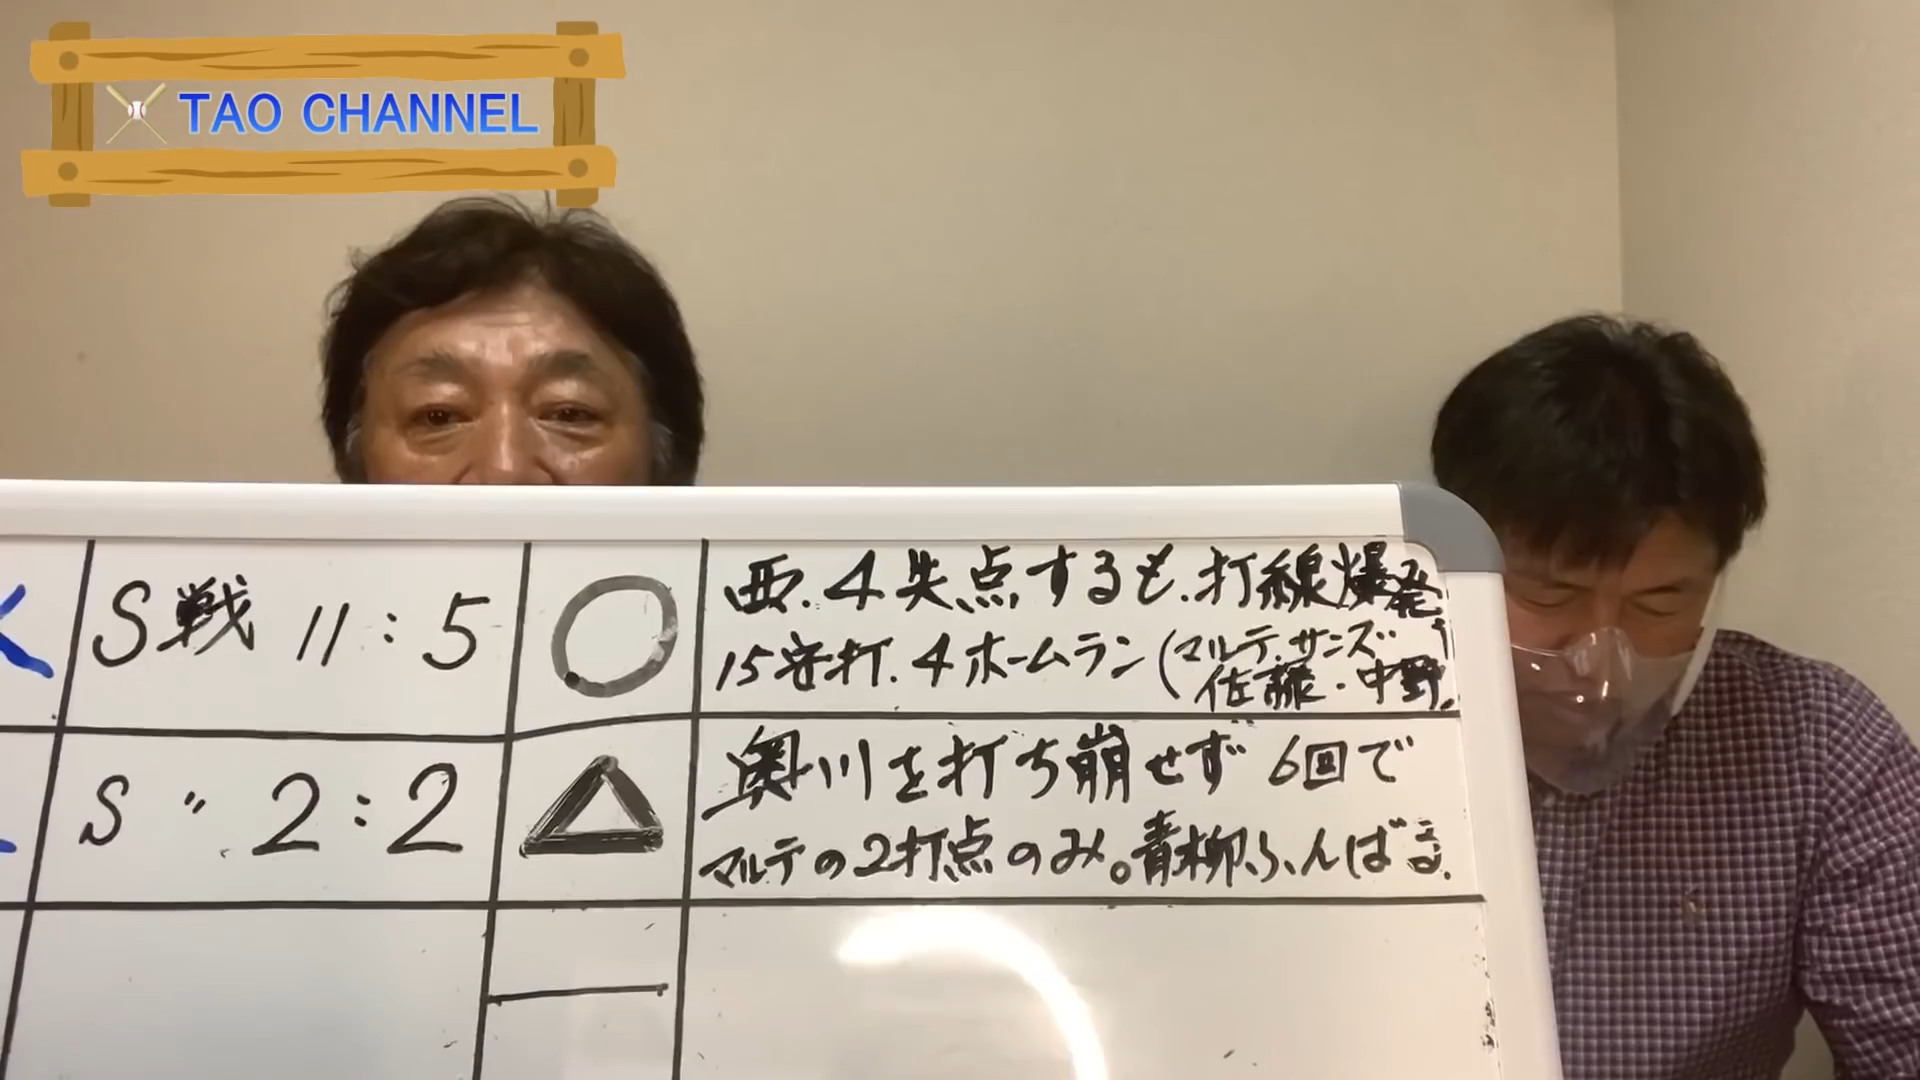 TAO CHANNEL
S戦 11:5
西.4失点するも.打線爆発.
15安打.4ホームラン(マルテ.サンズ
佐藤・中野.
S 〃 2:2
奥川を打ち崩せず 6回で
マルテの2打点のみ。青柳ふんばる.